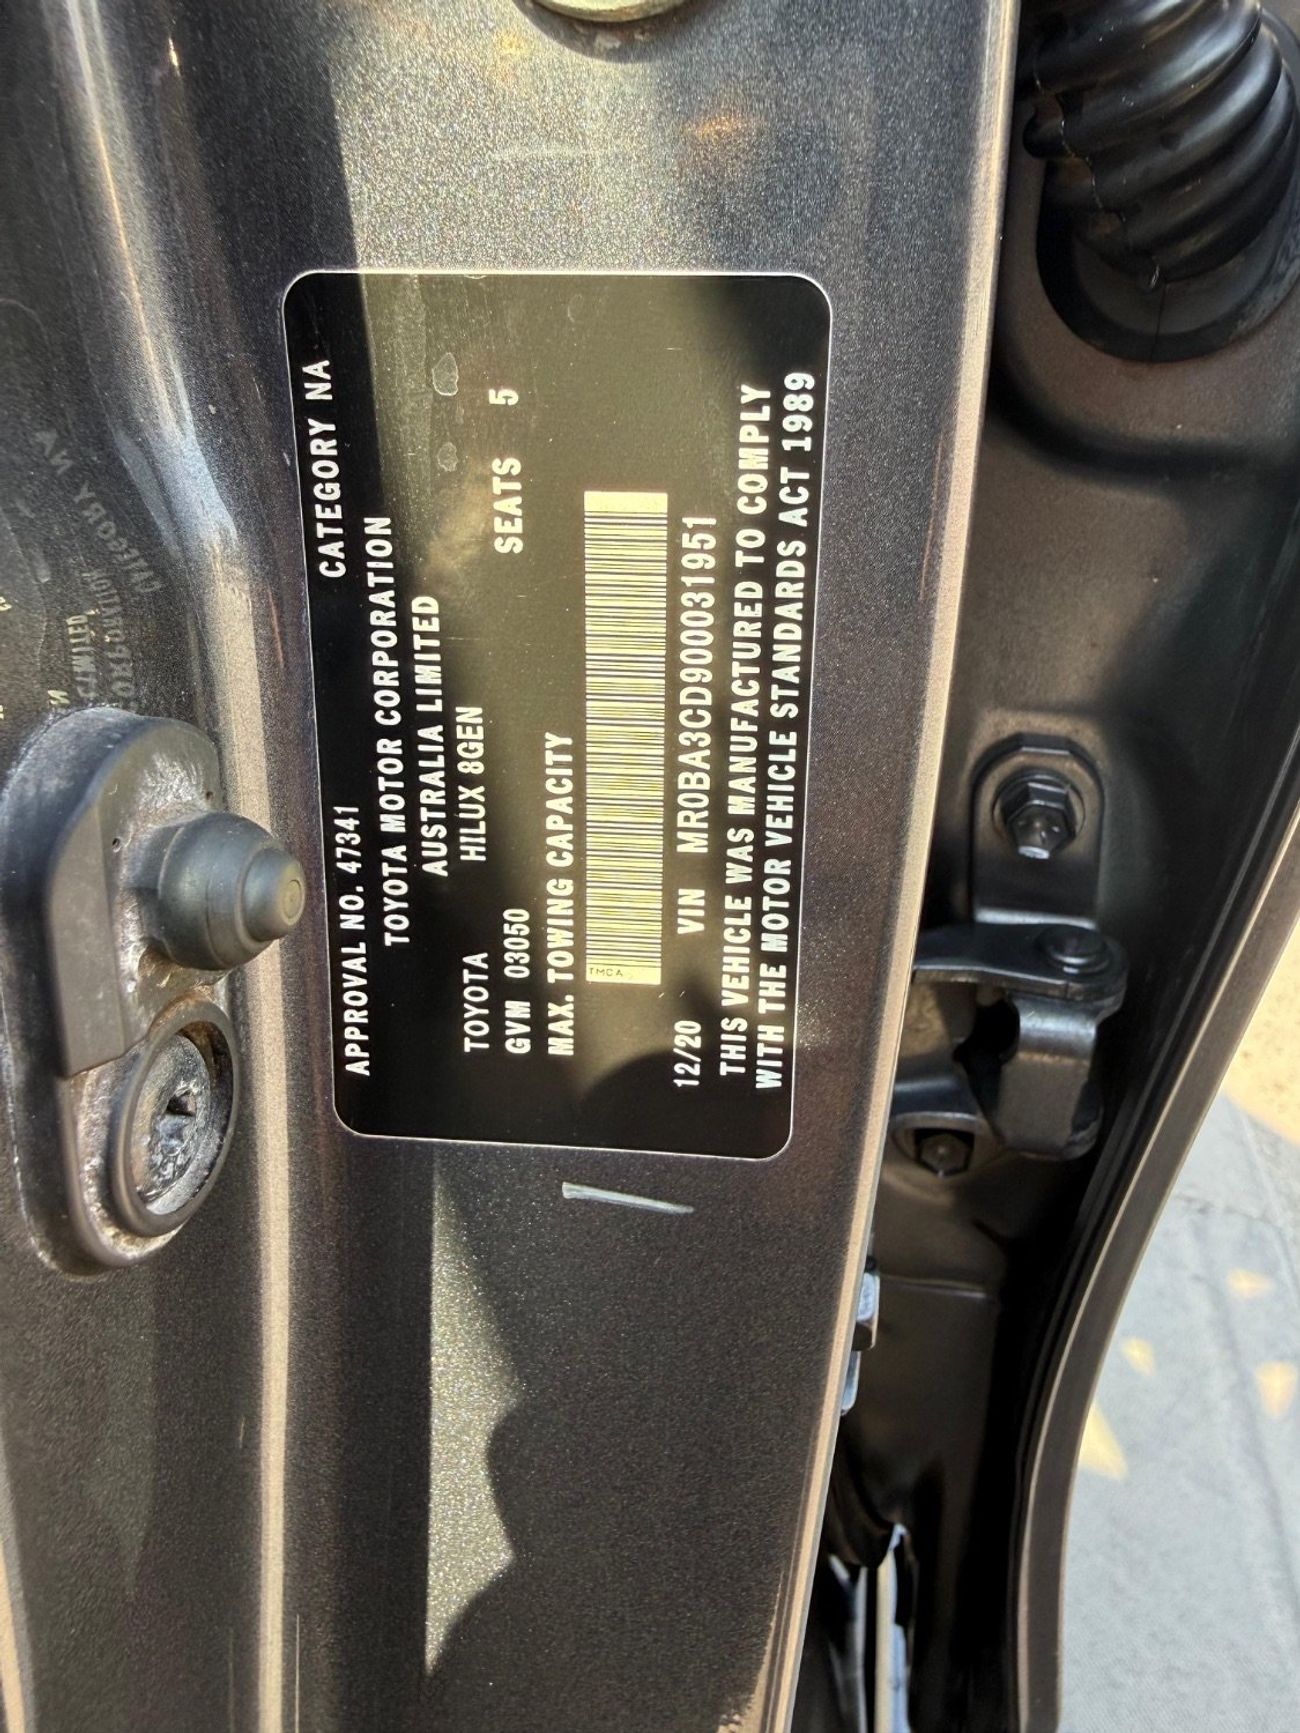 APPROVAL NO. 47341 CATEGORY NA
TOYOTA MOTOR CORPORATION
AUSTRALIA LIMITED
TOYOTA HILUX 8GEN
GVM 03050 SEATS 5
MAX. TOWING CAPACITY
TMCA
12/20 VIN MR0BA3CD900031951
THIS VEHICLE WAS MANUFACTURED TO COMPLY
WITH THE MOTOR VEHICLE STANDARDS ACT 1989